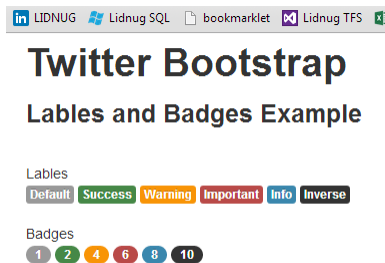 LIDNUG Lidnug SQL bookmarklet Lidnug TFS
Twitter Bootstrap
Lables and Badges Example
Lables
Default Success Warning Important Info Inverse
Badges
1 2 4 6 8 10